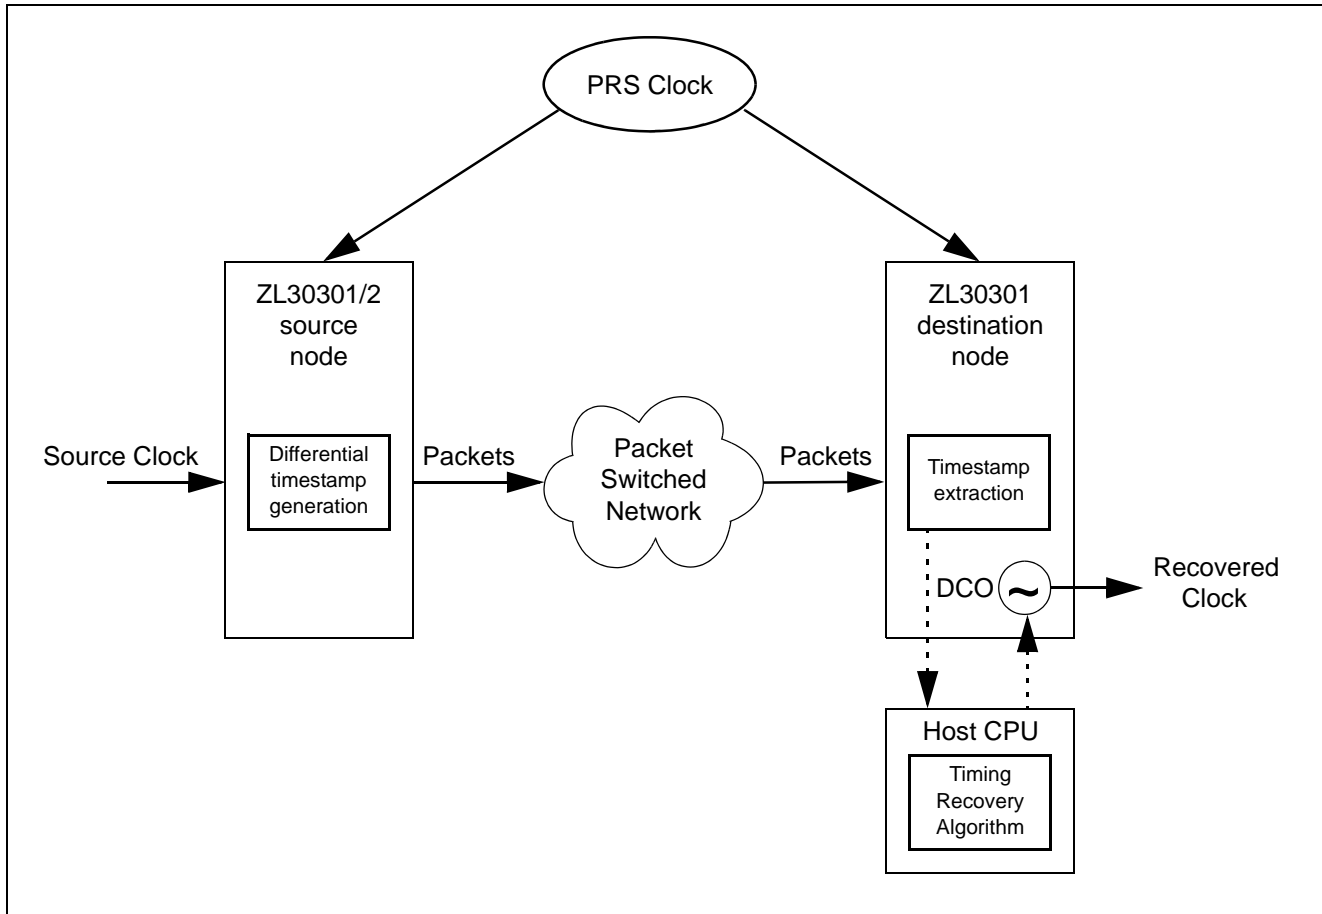 PRS Clock
ZL30301/2
source
node
ZL30301
destination
node
Source Clock
Differential
timestamp
generation
Packets
Packet
Switched
Network
Packets
Timestamp
extraction
DCO
~
Recovered
Clock
Host CPU
Timing
Recovery
Algorithm